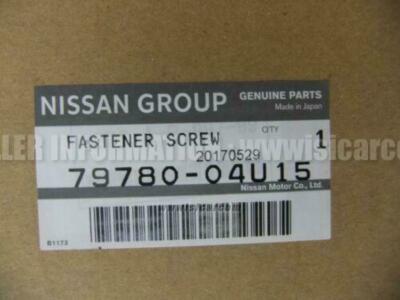 NISSAN GROUP
GENUINE PARTS
Made in Japan
FASTENER SCREW
QTY
1
20170529
79780-04U15
Nissan Motor Co., Ltd.
B1173